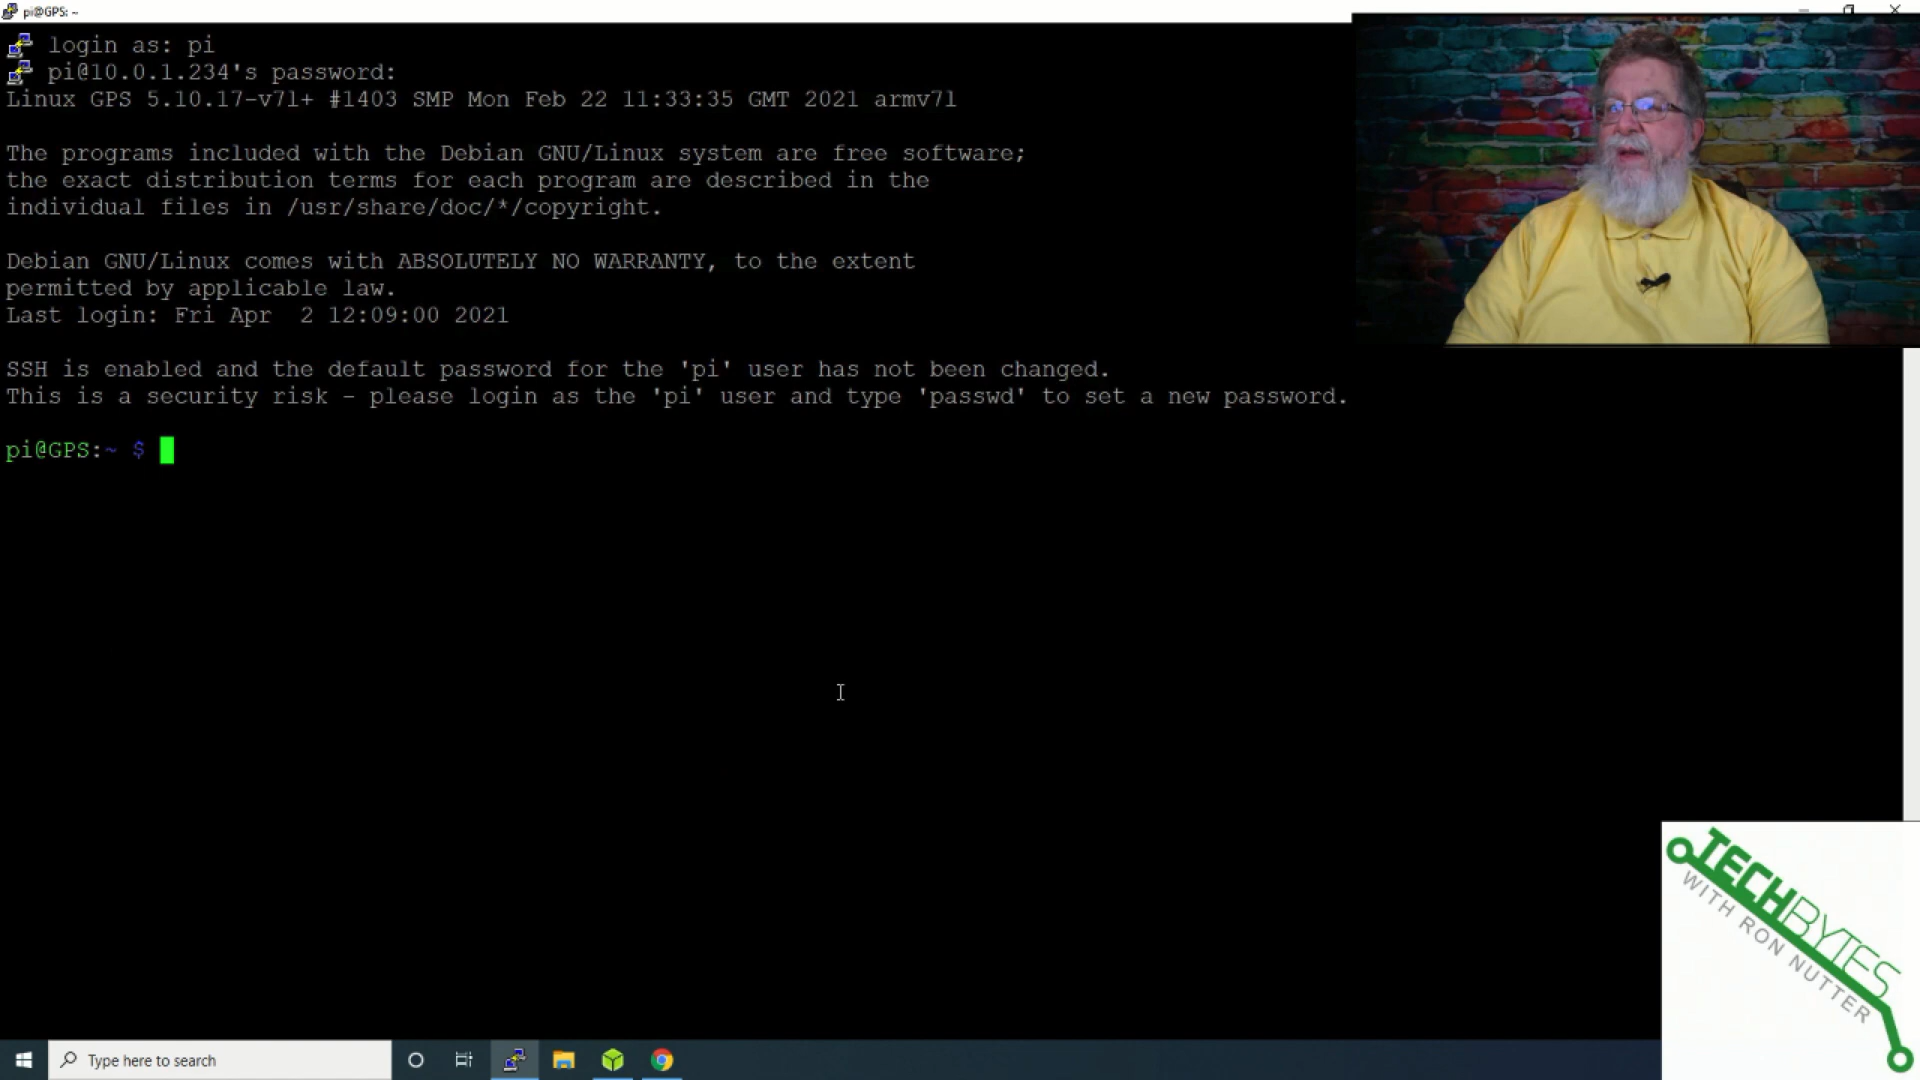 pi@GPS: ~
login as: pi
pi@10.0.1.234's password:
Linux GPS 5.10.17-v7l+ #1403 SMP Mon Feb 22 11:33:35 GMT 2021 armv7l
The programs included with the Debian GNU/Linux system are free software;
the exact distribution terms for each program are described in the
individual files in /usr/share/doc/*/copyright.
Debian GNU/Linux comes with ABSOLUTELY NO WARRANTY, to the extent
permitted by applicable law.
Last login: Fri Apr  2 12:09:00 2021
SSH is enabled and the default password for the 'pi' user has not been changed.
This is a security risk - please login as the 'pi' user and type 'passwd' to set a new password.
pi@GPS:~ $
TECHBYTES
WITH RON NUTTER
Type here to search